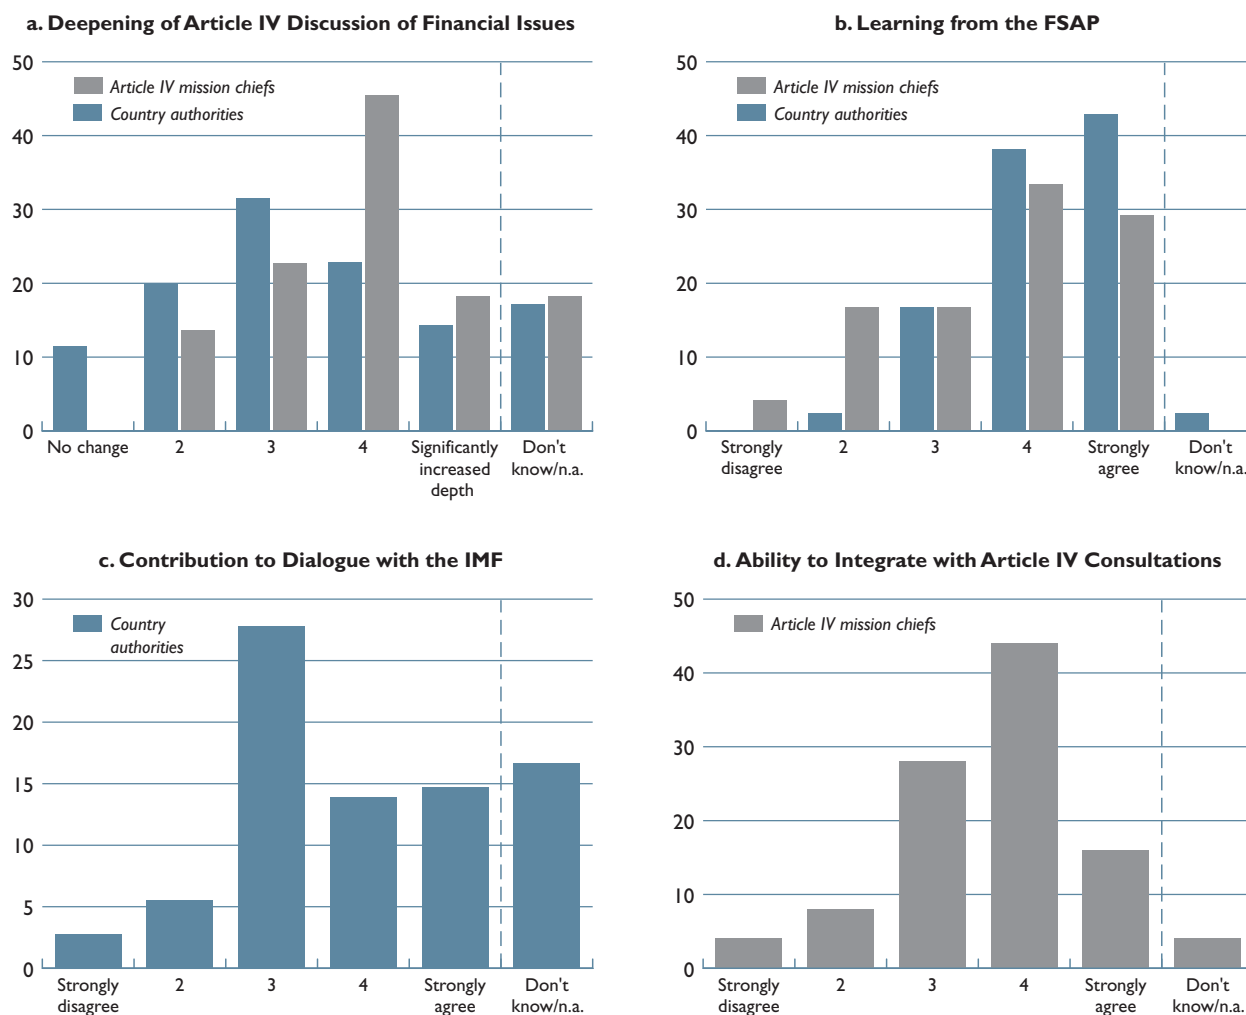 a. Deepening of Article IV Discussion of Financial Issues
50
40
30
20
10
0
Article IV mission chiefs
Country authorities
No change
2
3
4
Significantly
increased
depth
Don't
know/n.a.
b. Learning from the FSAP
50
40
30
20
10
0
Article IV mission chiefs
Country authorities
Strongly
disagree
2
3
4
Strongly
agree
Don't
know/n.a.
c. Contribution to Dialogue with the IMF
30
25
20
15
10
5
0
Country
authorities
Strongly
disagree
2
3
4
Strongly
agree
Don't
know/n.a.
d. Ability to Integrate with Article IV Consultations
50
40
30
20
10
0
Article IV mission chiefs
Strongly
disagree
2
3
4
Strongly
agree
Don't
know/n.a.